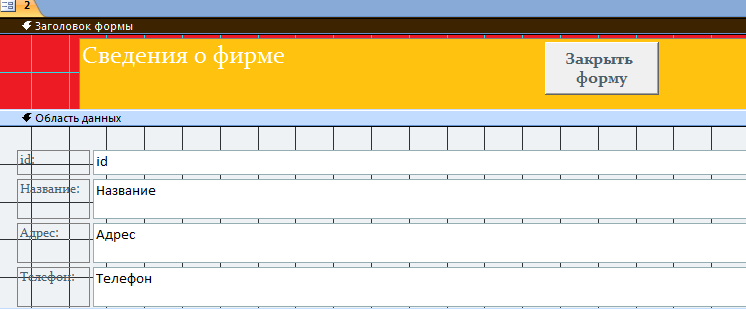 2
Заголовок формы
Сведения о фирме
Закрыть
форму
Область данных
id: id
Название: Название
Адрес: Адрес
Телефон: Телефон